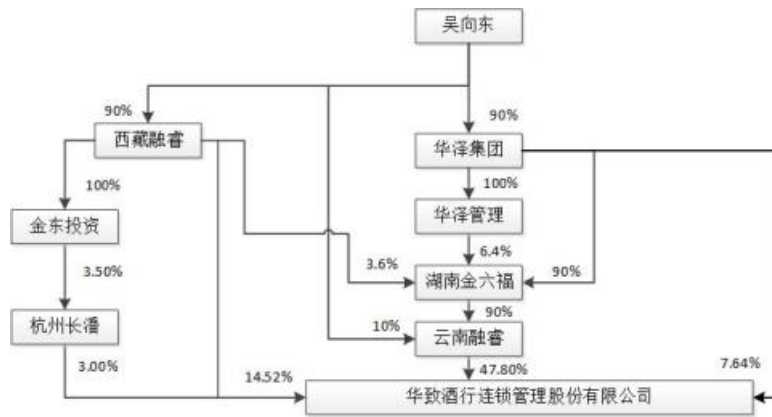 吴向东
90%
90%
西藏融睿
华泽集团
100%
100%
金东投资
华泽管理
6.4%
3.50%
3.6%
湖南金六福
90%
90%
杭州长潘
10%
云南融睿
3.00%
14.52%
47.80%
7.64%
华致酒行连锁管理股份有限公司